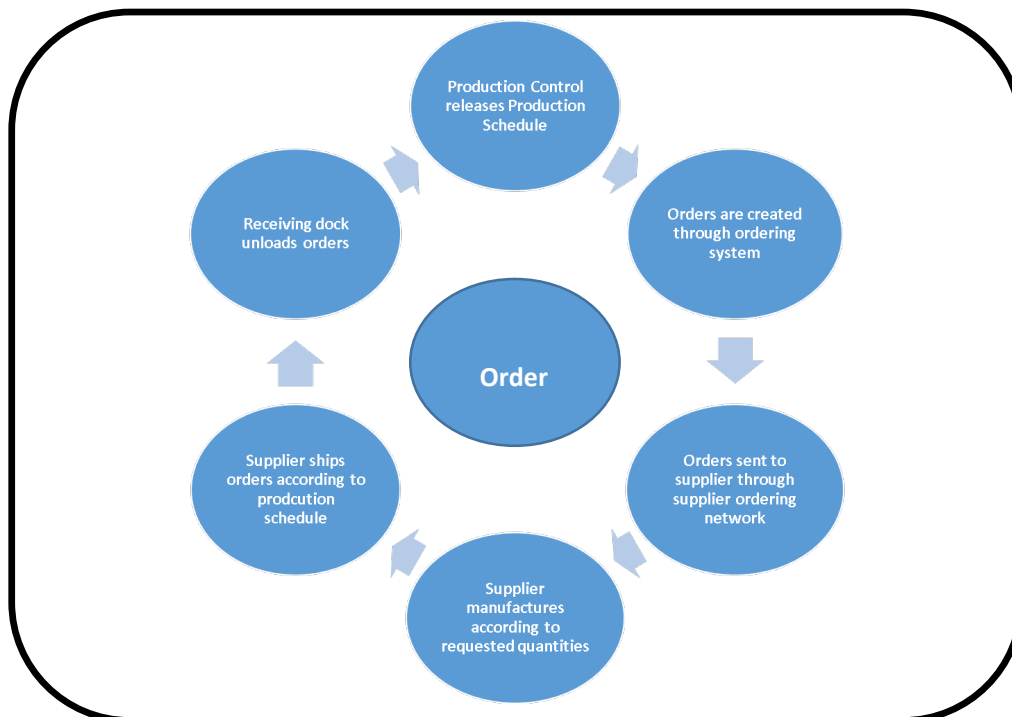 Production Control
releases Production
Schedule
Orders are created
through ordering
system
Orders sent to
supplier through
supplier ordering
network
Supplier
manufactures
according to
requested quantities
Supplier ships
orders according to
prodcution
schedule
Receiving dock
unloads orders
Order